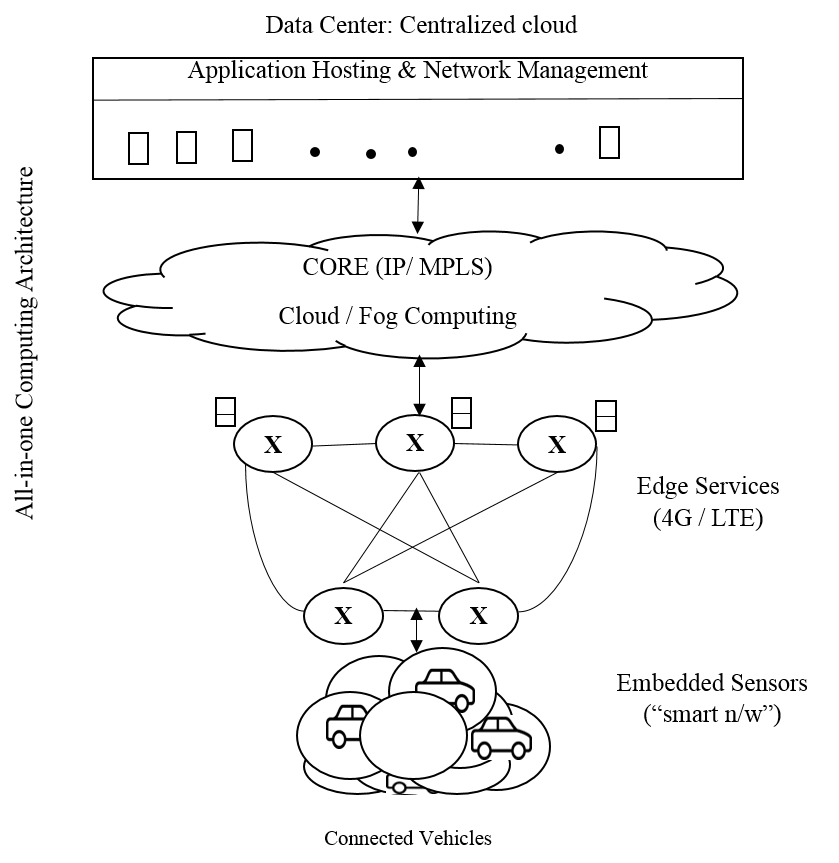 Data Center: Centralized cloud
Application Hosting & Network Management
All-in-one Computing Architecture
CORE (IP/ MPLS)
Cloud / Fog Computing
X X X
Edge Services
(4G / LTE)
X X
Embedded Sensors
(“smart n/w”)
Connected Vehicles